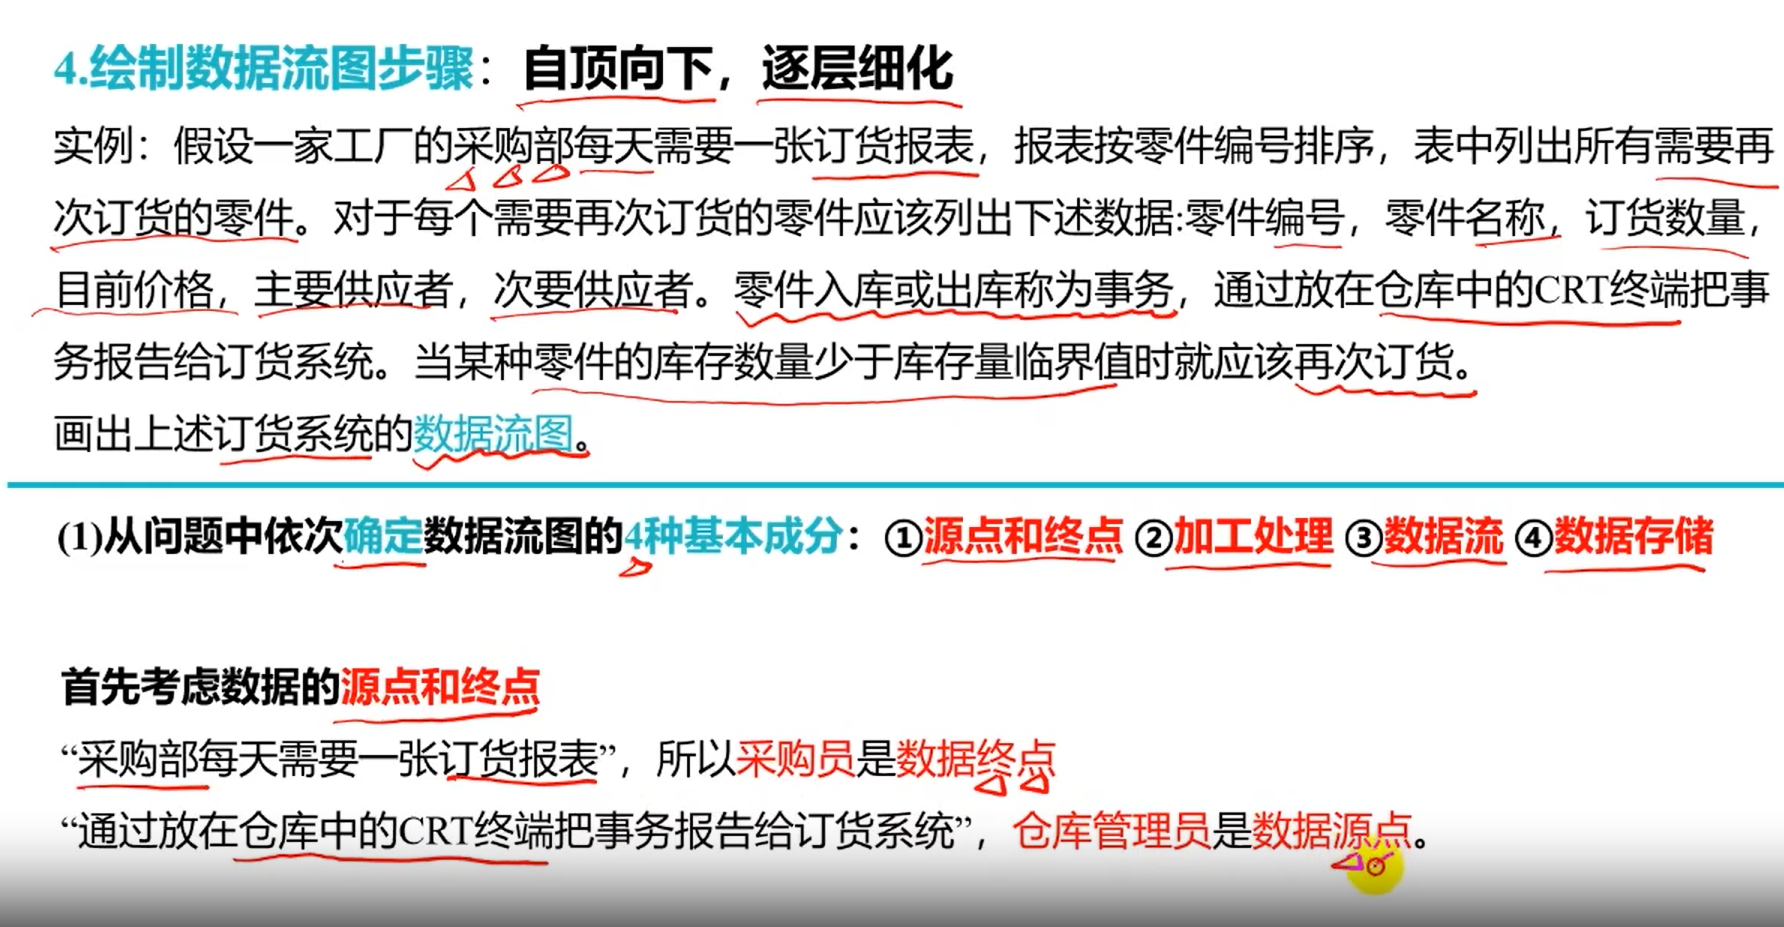 4.绘制数据流图步骤：自顶向下，逐层细化
实例：假设一家工厂的采购部每天需要一张订货报表，报表按零件编号排序，表中列出所有需要再
次订货的零件。对于每个需要再次订货的零件应该列出下述数据:零件编号，零件名称，订货数量，
目前价格，主要供应者，次要供应者。零件入库或出库称为事务，通过放在仓库中的CRT终端把事
务报告给订货系统。当某种零件的库存数量少于库存量临界值时就应该再次订货。
画出上述订货系统的数据流图。
(1)从问题中依次确定数据流图的4种基本成分：①源点和终点 ②加工处理 ③数据流 ④数据存储
首先考虑数据的源点和终点
“采购部每天需要一张订货报表”，所以采购员是数据终点
“通过放在仓库中的CRT终端把事务报告给订货系统”，仓库管理员是数据源点。